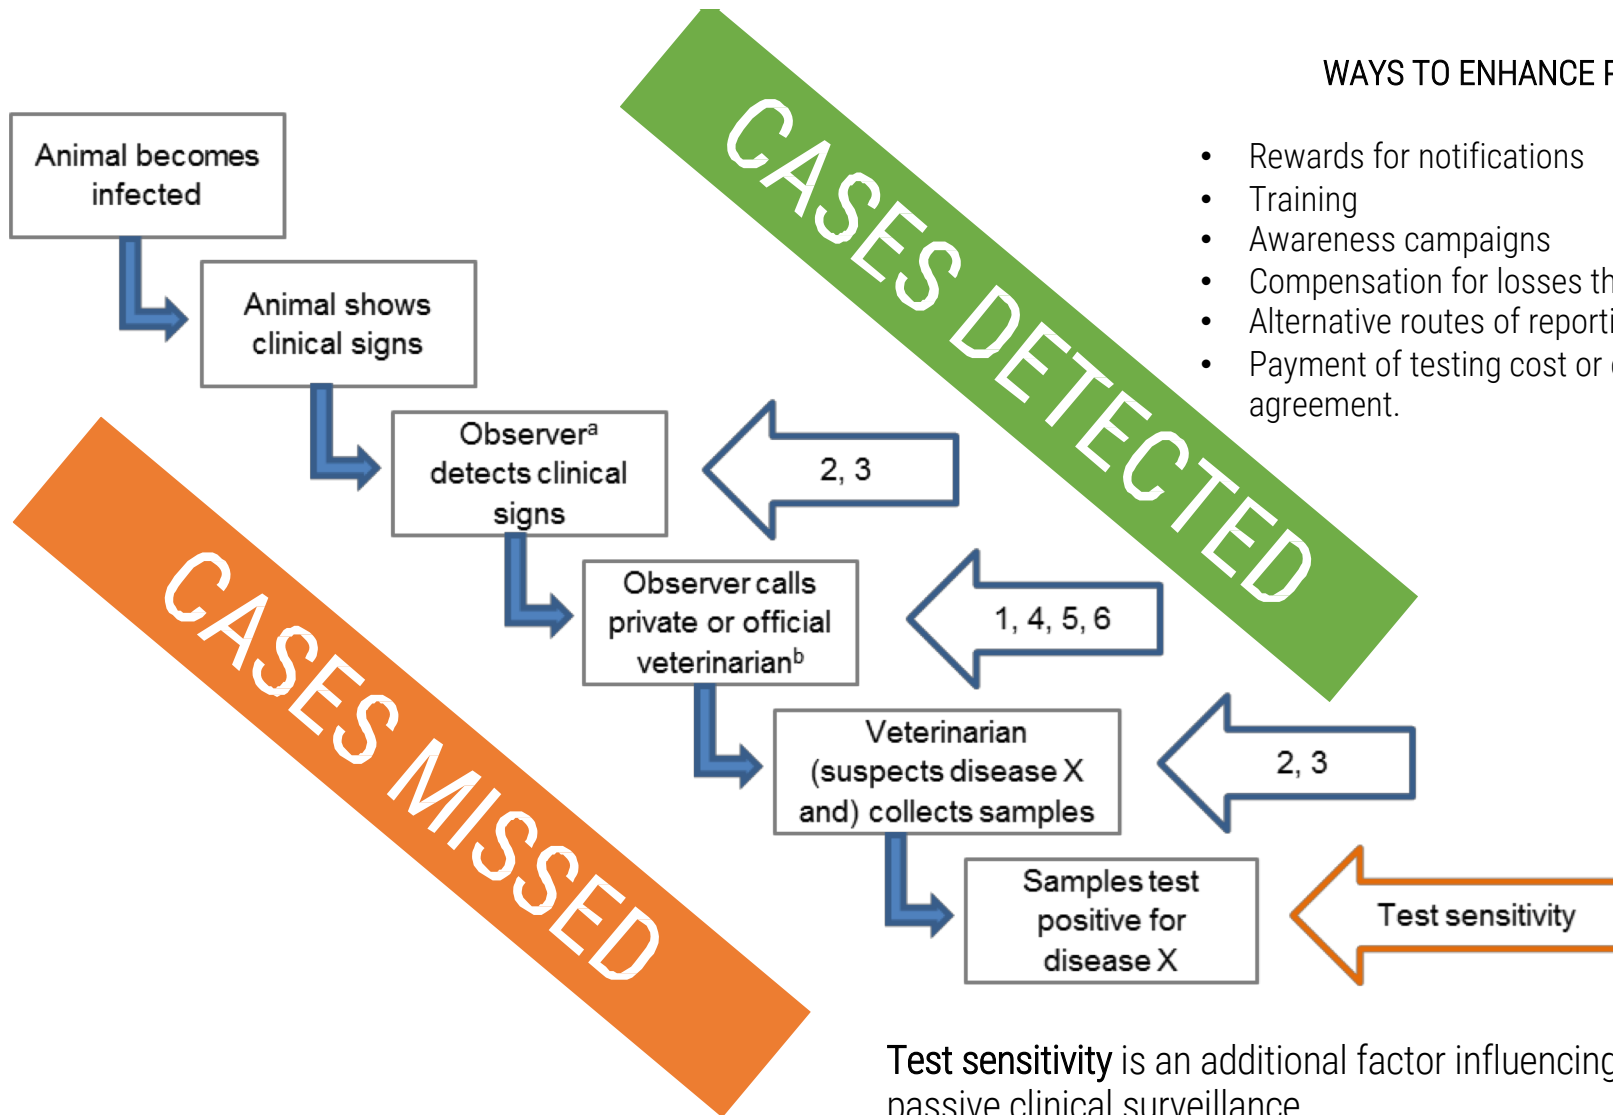 WAYS TO ENHANCE
• Rewards for notifications
• Training
• Awareness campaigns
• Compensation for losses
• Alternative routes of
• Payment of testing cost or
agreement.
CASES DETECTED
Animal becomes
infected
Animal shows
clinical signs
Observerᵃ
detects clinical
signs
2, 3
Observer calls
private or official
veterinarianᵇ
1, 4, 5, 6
Veterinarian
(suspects disease X
and) collects samples
2, 3
Samples test
positive for
disease X
Test sensitivity
CASES MISSED
Test sensitivity is an additional factor influencing
passive clinical surveillance